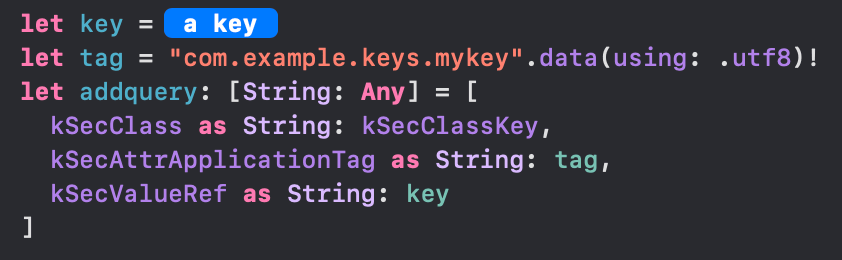 let key = a key
let tag = "com.example.keys.mykey".data(using: .utf8)!
let addquery: [String: Any] = [
kSecClass as String: kSecClassKey,
kSecAttrApplicationTag as String: tag,
kSecValueRef as String: key
]